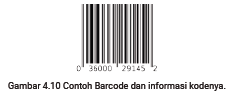 0 36000 29145 2
Gambar 4.10 Contoh Barcode dan informasi kodenya.